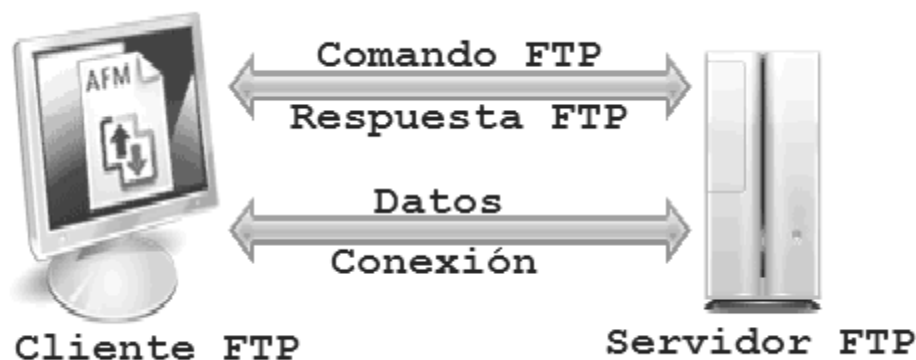 AFM
Comando FTP
Respuesta FTP
Datos
Conexión
Cliente FTP
Servidor FTP